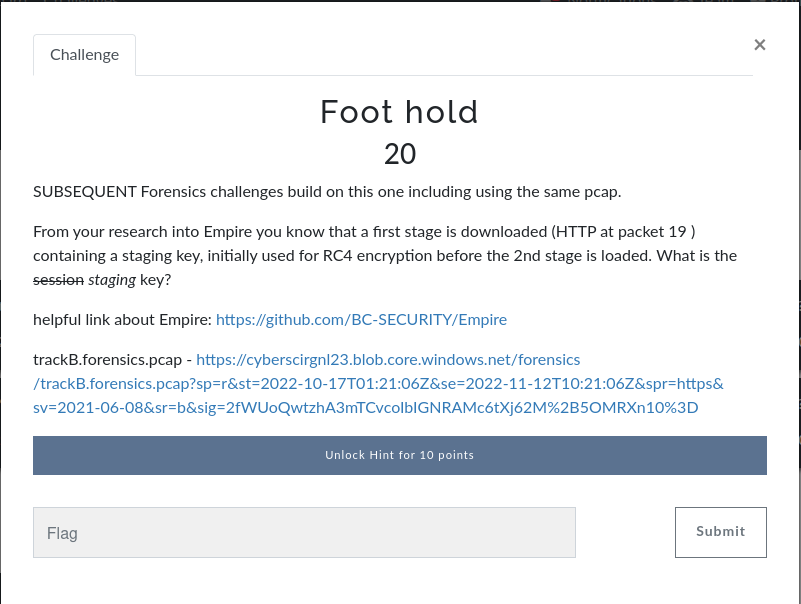 Challenge
×
Foot hold
20
SUBSEQUENT Forensics challenges build on this one including using the same pcap.
From your research into Empire you know that a first stage is downloaded (HTTP at packet 19 )
containing a staging key, initially used for RC4 encryption before the 2nd stage is loaded. What is the
session staging key?
helpful link about Empire: https://github.com/BC-SECURITY/Empire
trackB.forensics.pcap - https://cyberscirgnl23.blob.core.windows.net/forensics
/trackB.forensics.pcap?sp=r&st=2022-10-17T01:21:06Z&se=2022-11-12T10:21:06Z&spr=https&
sv=2021-06-08&sr=b&sig=2fWUoQwtzhA3mTCvcolbIGNRAMc6tXj62M%2B5OMRXn10%3D
Unlock Hint for 10 points
Flag
Submit